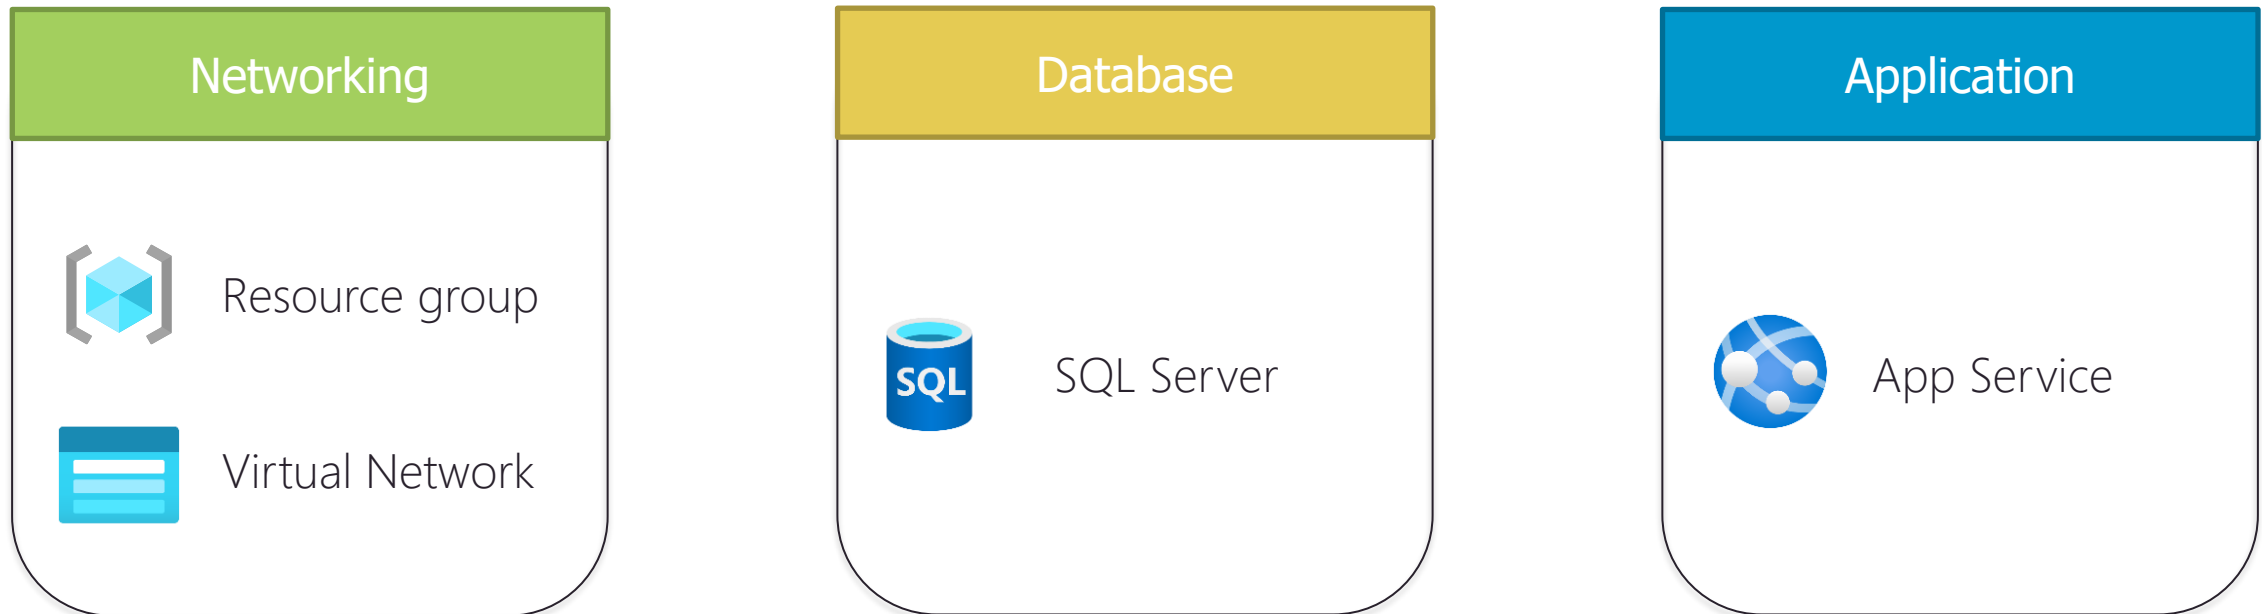 Networking
Resource group
Virtual Network
Database
SQL
SQL Server
Application
App Service